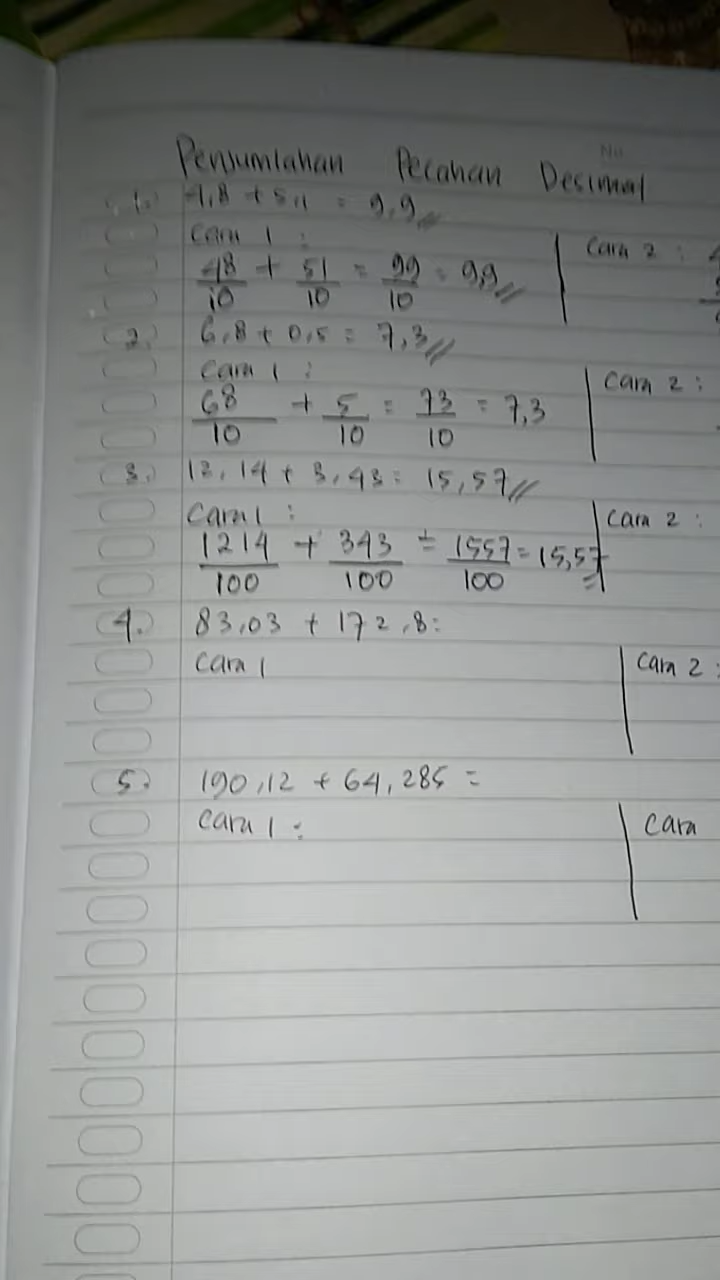 No
Penjumlahan Pecahan Desimal
1. 4,8 + 5,1 = 9,9 //
Cara 1 :
48/10 + 51/10 = 99/10 = 9,9 //
Cara 2 :
2. 6,8 + 0,5 = 7,3 //
Cara 1 :
68/10 + 5/10 = 73/10 = 7,3
Cara 2 :
3. 12,14 + 3,43 = 15,57 //
Cara 1 :
1214/100 + 343/100 = 1557/100 = 15,57
Cara 2 :
4. 83,03 + 172,8 :
Cara 1
Cara 2 :
5. 190,12 + 64,285 =
Cara 1 :
Cara